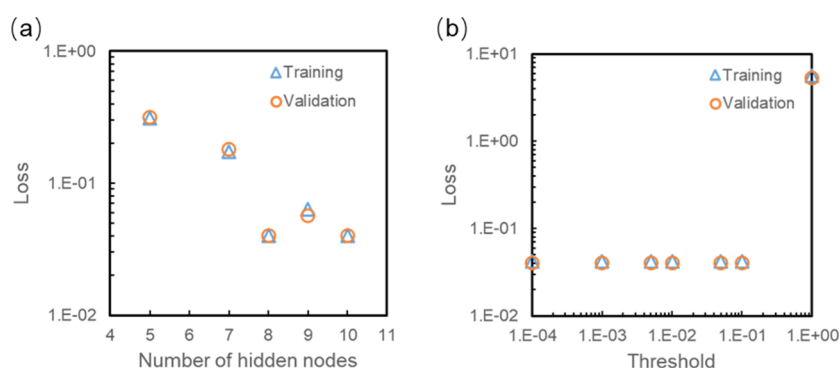 (a)
1.E+00
1.E-01
1.E-02
Loss
Training
Validation
4 5 6 7 8 9 10 11
Number of hidden nodes
(b)
1.E+01
1.E+00
1.E-01
1.E-02
Loss
Training
Validation
1.E-04 1.E-03 1.E-02 1.E-01 1.E+00
Threshold